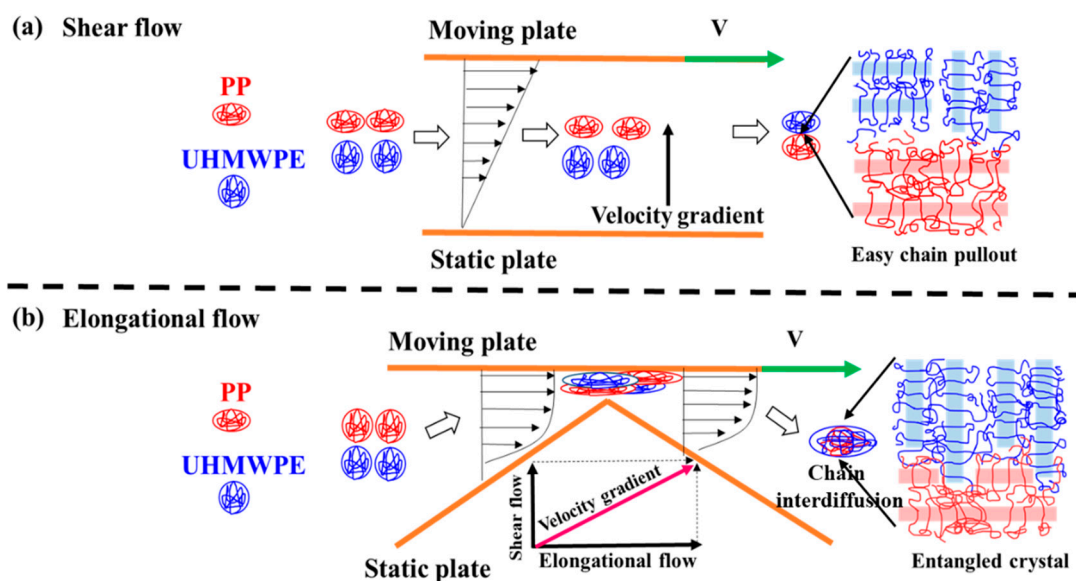 (a) Shear flow
Moving plate
V
PP
UHMWPE
Velocity gradient
Static plate
Easy chain pullout
(b) Elongational flow
Moving plate
V
PP
UHMWPE
Shear flow
Velocity gradient
Elongational flow
Static plate
Chain
interdiffusion
Entangled crystal